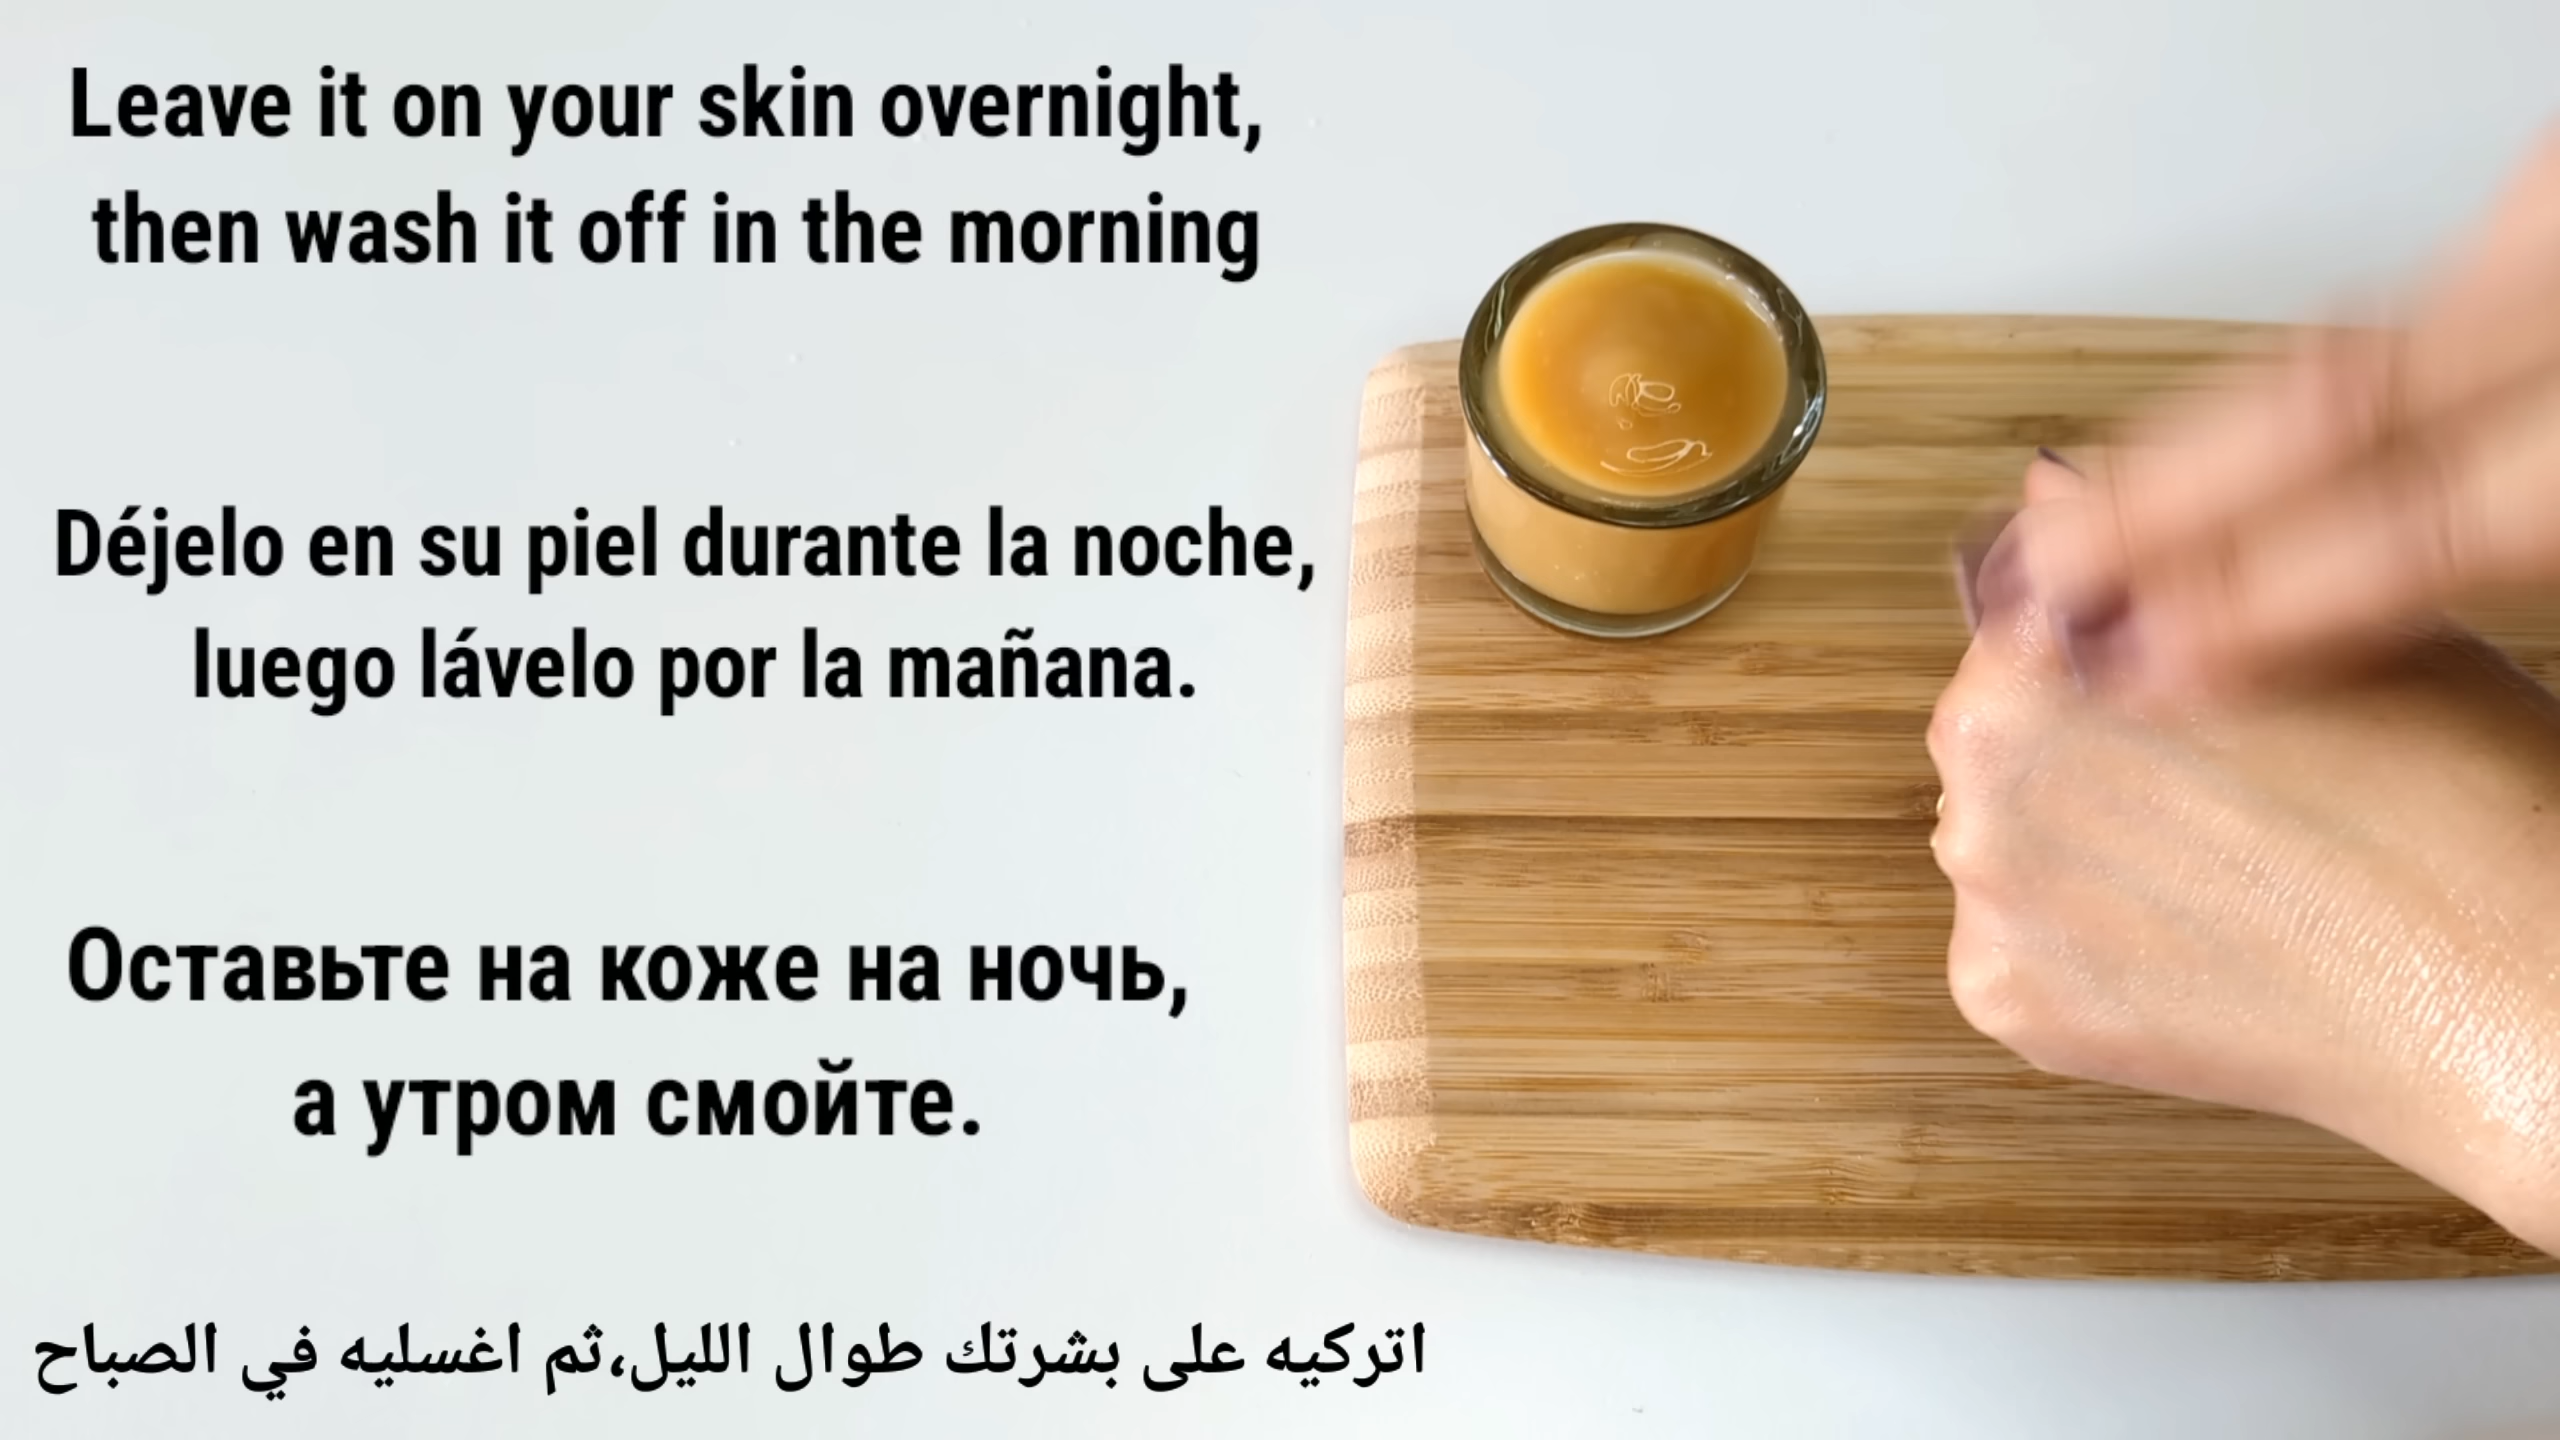 Leave it on your skin overnight,
then wash it off in the morning
Déjelo en su piel durante la noche,
luego lávelo por la mañana.
Оставьте на коже на ночь,
а утром смойте.
اتركيه على بشرتك طوال الليل،ثم اغسليه في الصباح